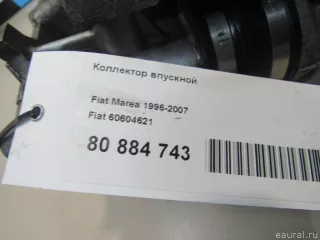 Коллектор впускной
Fiat Marea 1996-2007
Fiat 60604621
80 884 743
eaural.ru